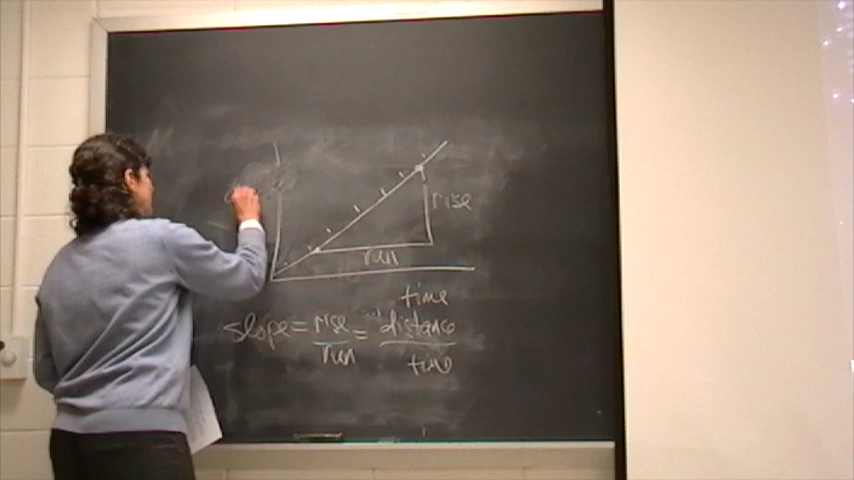 rise
run
time
slope = rise/run = distance/time